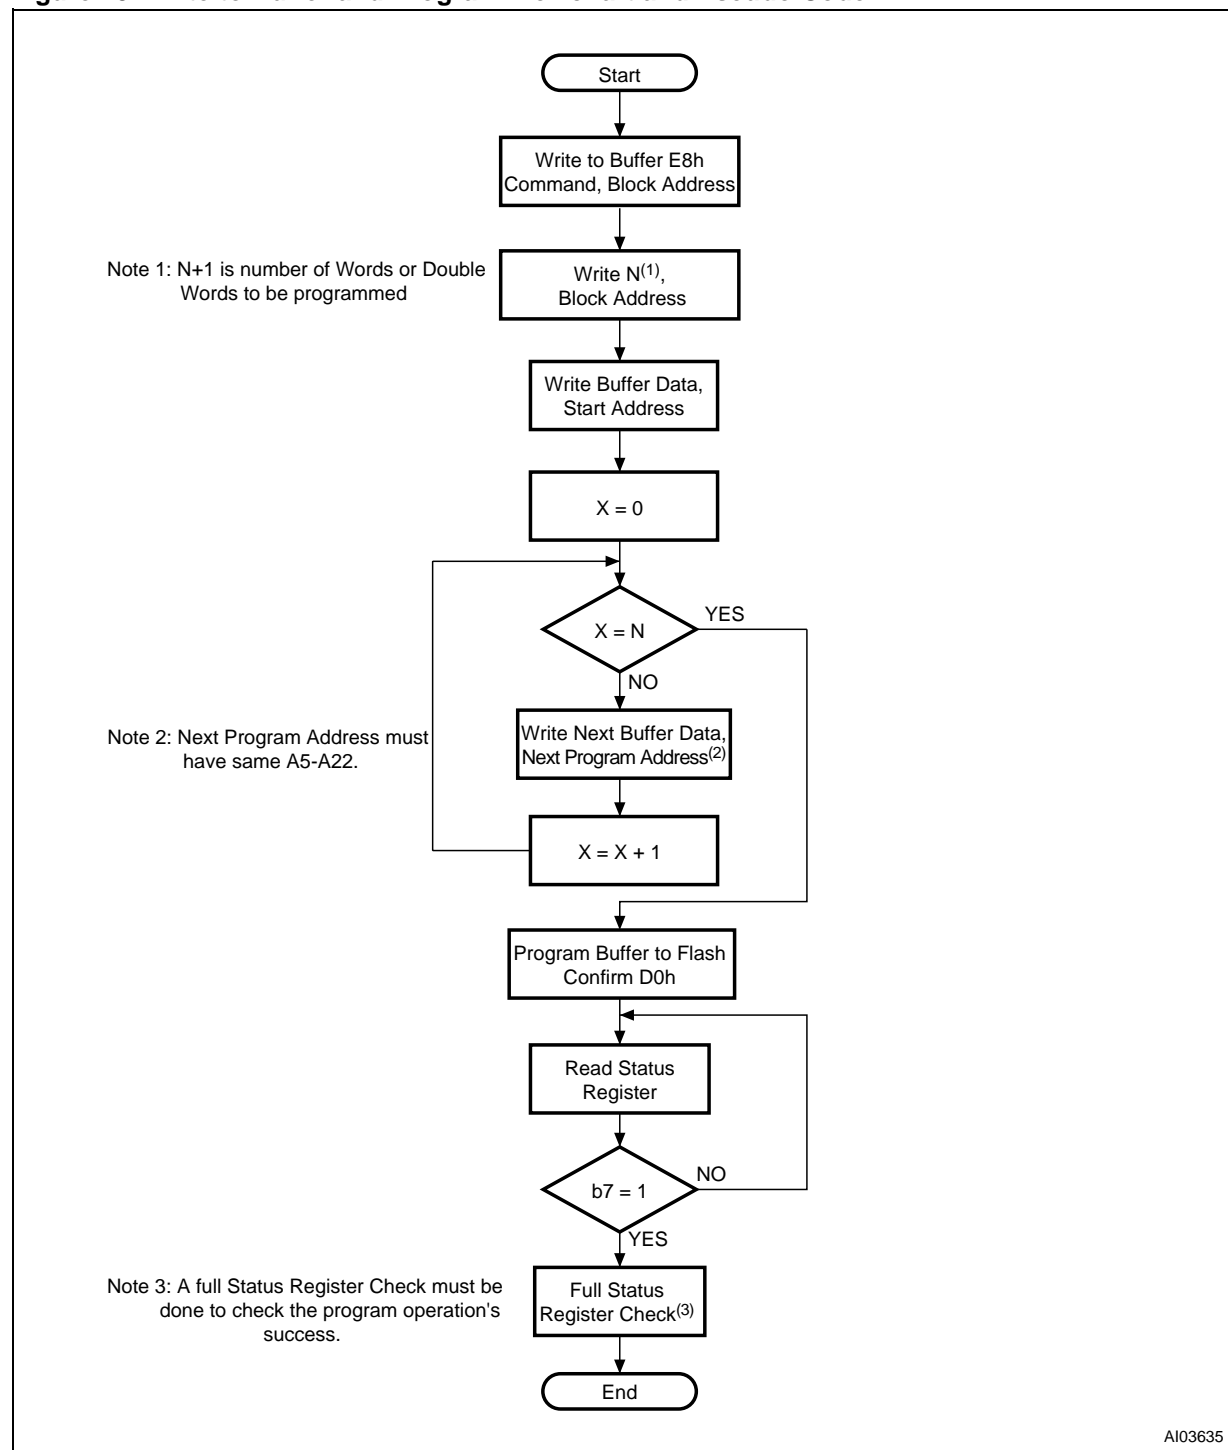 Start
Write to Buffer E8h
Command, Block Address
Note 1: N+1 is number of Words or Double
Words to be programmed
Write N(1),
Block Address
Write Buffer Data,
Start Address
X = 0
X = N
YES
NO
Note 2: Next Program Address must
have same A5-A22.
Write Next Buffer Data,
Next Program Address(2)
X = X + 1
Program Buffer to Flash
Confirm D0h
Read Status
Register
b7 = 1
NO
YES
Note 3: A full Status Register Check must be
done to check the program operation's
success.
Full Status
Register Check(3)
End
AI03635